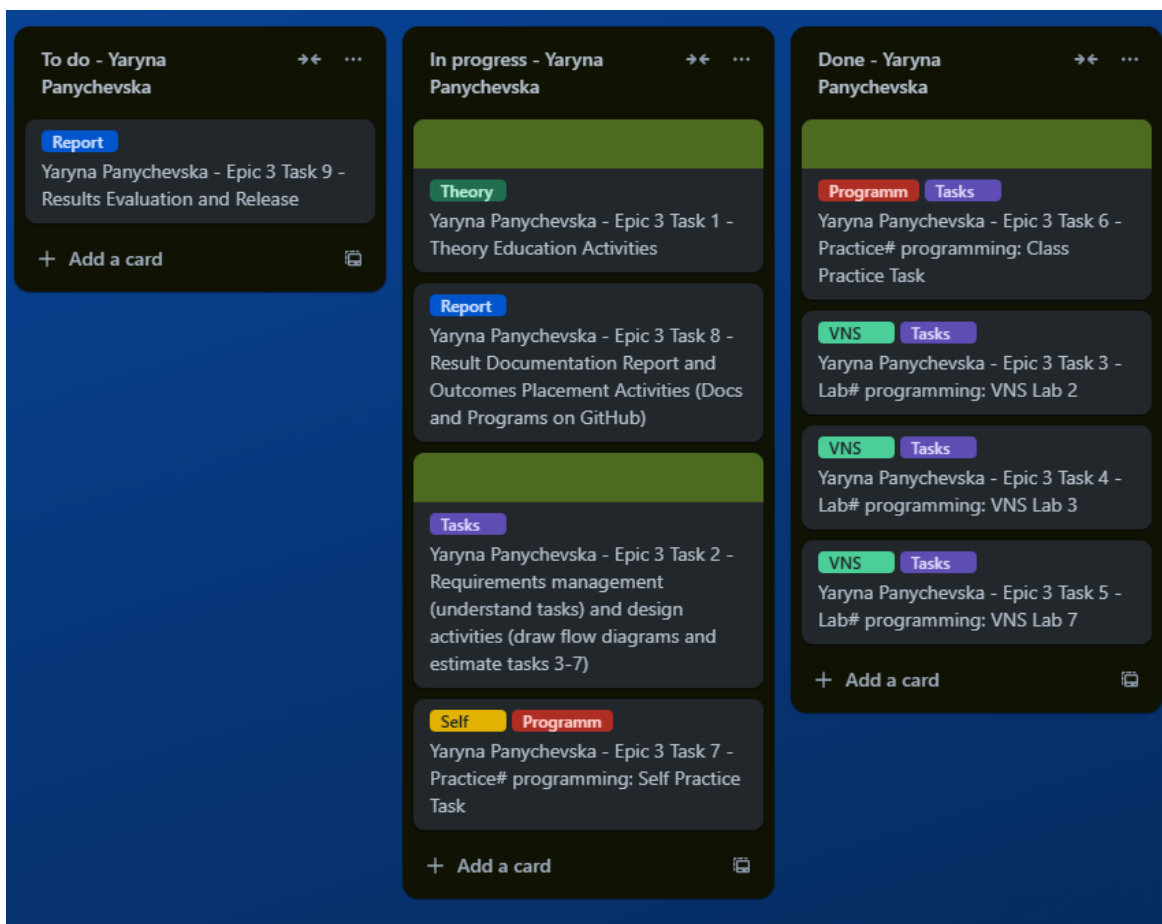 To do - Yaryna
Panychevska
Report
Yaryna Panychevska - Epic 3 Task 9 -
Results Evaluation and Release
+ Add a card
In progress - Yaryna
Panychevska
Theory
Yaryna Panychevska - Epic 3 Task 1 -
Theory Education Activities
Report
Yaryna Panychevska - Epic 3 Task 8 -
Result Documentation Report and
Outcomes Placement Activities (Docs
and Programs on GitHub)
Tasks
Yaryna Panychevska - Epic 3 Task 2 -
Requirements management
(understand tasks) and design
activities (draw flow diagrams and
estimate tasks 3-7)
Self Programm
Yaryna Panychevska - Epic 3 Task 7 -
Practice# programming: Self Practice
Task
+ Add a card
Done - Yaryna
Panychevska
Programm Tasks
Yaryna Panychevska - Epic 3 Task 6 -
Practice# programming: Class
Practice Task
VNS Tasks
Yaryna Panychevska - Epic 3 Task 3 -
Lab# programming: VNS Lab 2
VNS Tasks
Yaryna Panychevska - Epic 3 Task 4 -
Lab# programming: VNS Lab 3
VNS Tasks
Yaryna Panychevska - Epic 3 Task 5 -
Lab# programming: VNS Lab 7
+ Add a card